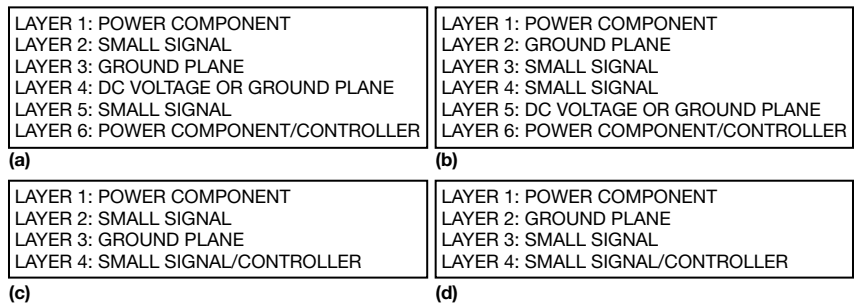 LAYER 1: POWER COMPONENT
LAYER 2: SMALL SIGNAL
LAYER 3: GROUND PLANE
LAYER 4: DC VOLTAGE OR GROUND PLANE
LAYER 5: SMALL SIGNAL
LAYER 6: POWER COMPONENT/CONTROLLER
(a)
LAYER 1: POWER COMPONENT
LAYER 2: GROUND PLANE
LAYER 3: SMALL SIGNAL
LAYER 4: SMALL SIGNAL
LAYER 5: DC VOLTAGE OR GROUND PLANE
LAYER 6: POWER COMPONENT/CONTROLLER
(b)
LAYER 1: POWER COMPONENT
LAYER 2: SMALL SIGNAL
LAYER 3: GROUND PLANE
LAYER 4: SMALL SIGNAL/CONTROLLER
(c)
LAYER 1: POWER COMPONENT
LAYER 2: GROUND PLANE
LAYER 3: SMALL SIGNAL
LAYER 4: SMALL SIGNAL/CONTROLLER
(d)